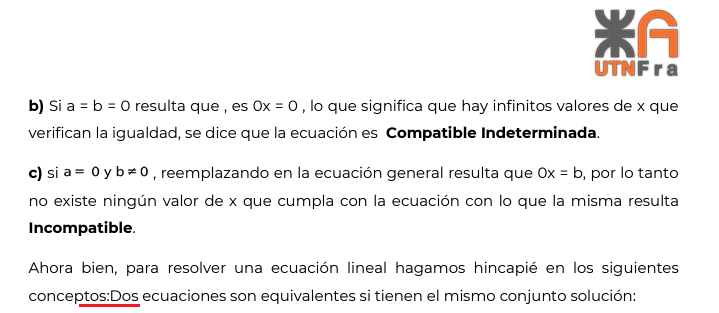 UTNFra
b) Si a = b = 0 resulta que , es 0x = 0 , lo que significa que hay infinitos valores de x que
verifican la igualdad, se dice que la ecuación es Compatible Indeterminada.
c) si a = 0 y b ≠ 0 , reemplazando en la ecuación general resulta que 0x = b, por lo tanto
no existe ningún valor de x que cumpla con la ecuación con lo que la misma resulta
Incompatible.
Ahora bien, para resolver una ecuación lineal hagamos hincapié en los siguientes
conceptos:Dos ecuaciones son equivalentes si tienen el mismo conjunto solución: